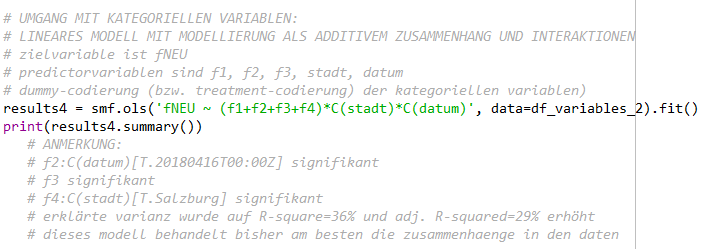 # UMGANG MIT KATEGORIELLEN VARIABLEN:
# LINEARES MODELL MIT MODELLIERUNG ALS ADDITIVEM ZUSAMMENHANG UND INTERAKTIONEN
# zielvariable ist fNEU
# predictorvariablen sind f1, f2, f3, stadt, datum
# dummy-codierung (bzw. treatment-codierung) der kategoriellen variablen)
results4 = smf.ols('fNEU ~ (f1+f2+f3+f4)*C(stadt)*C(datum)', data=df_variables_2).fit()
print(results4.summary())
# ANMERKUNG:
# f2:C(datum)[T.20180416T00:00Z] signifikant
# f3 signifikant
# f4:C(stadt)[T.Salzburg] signifikant
# erklärte varianz wurde auf R-square=36% und adj. R-squared=29% erhöht
# dieses modell behandelt bisher am besten die zusammenhaenge in den daten